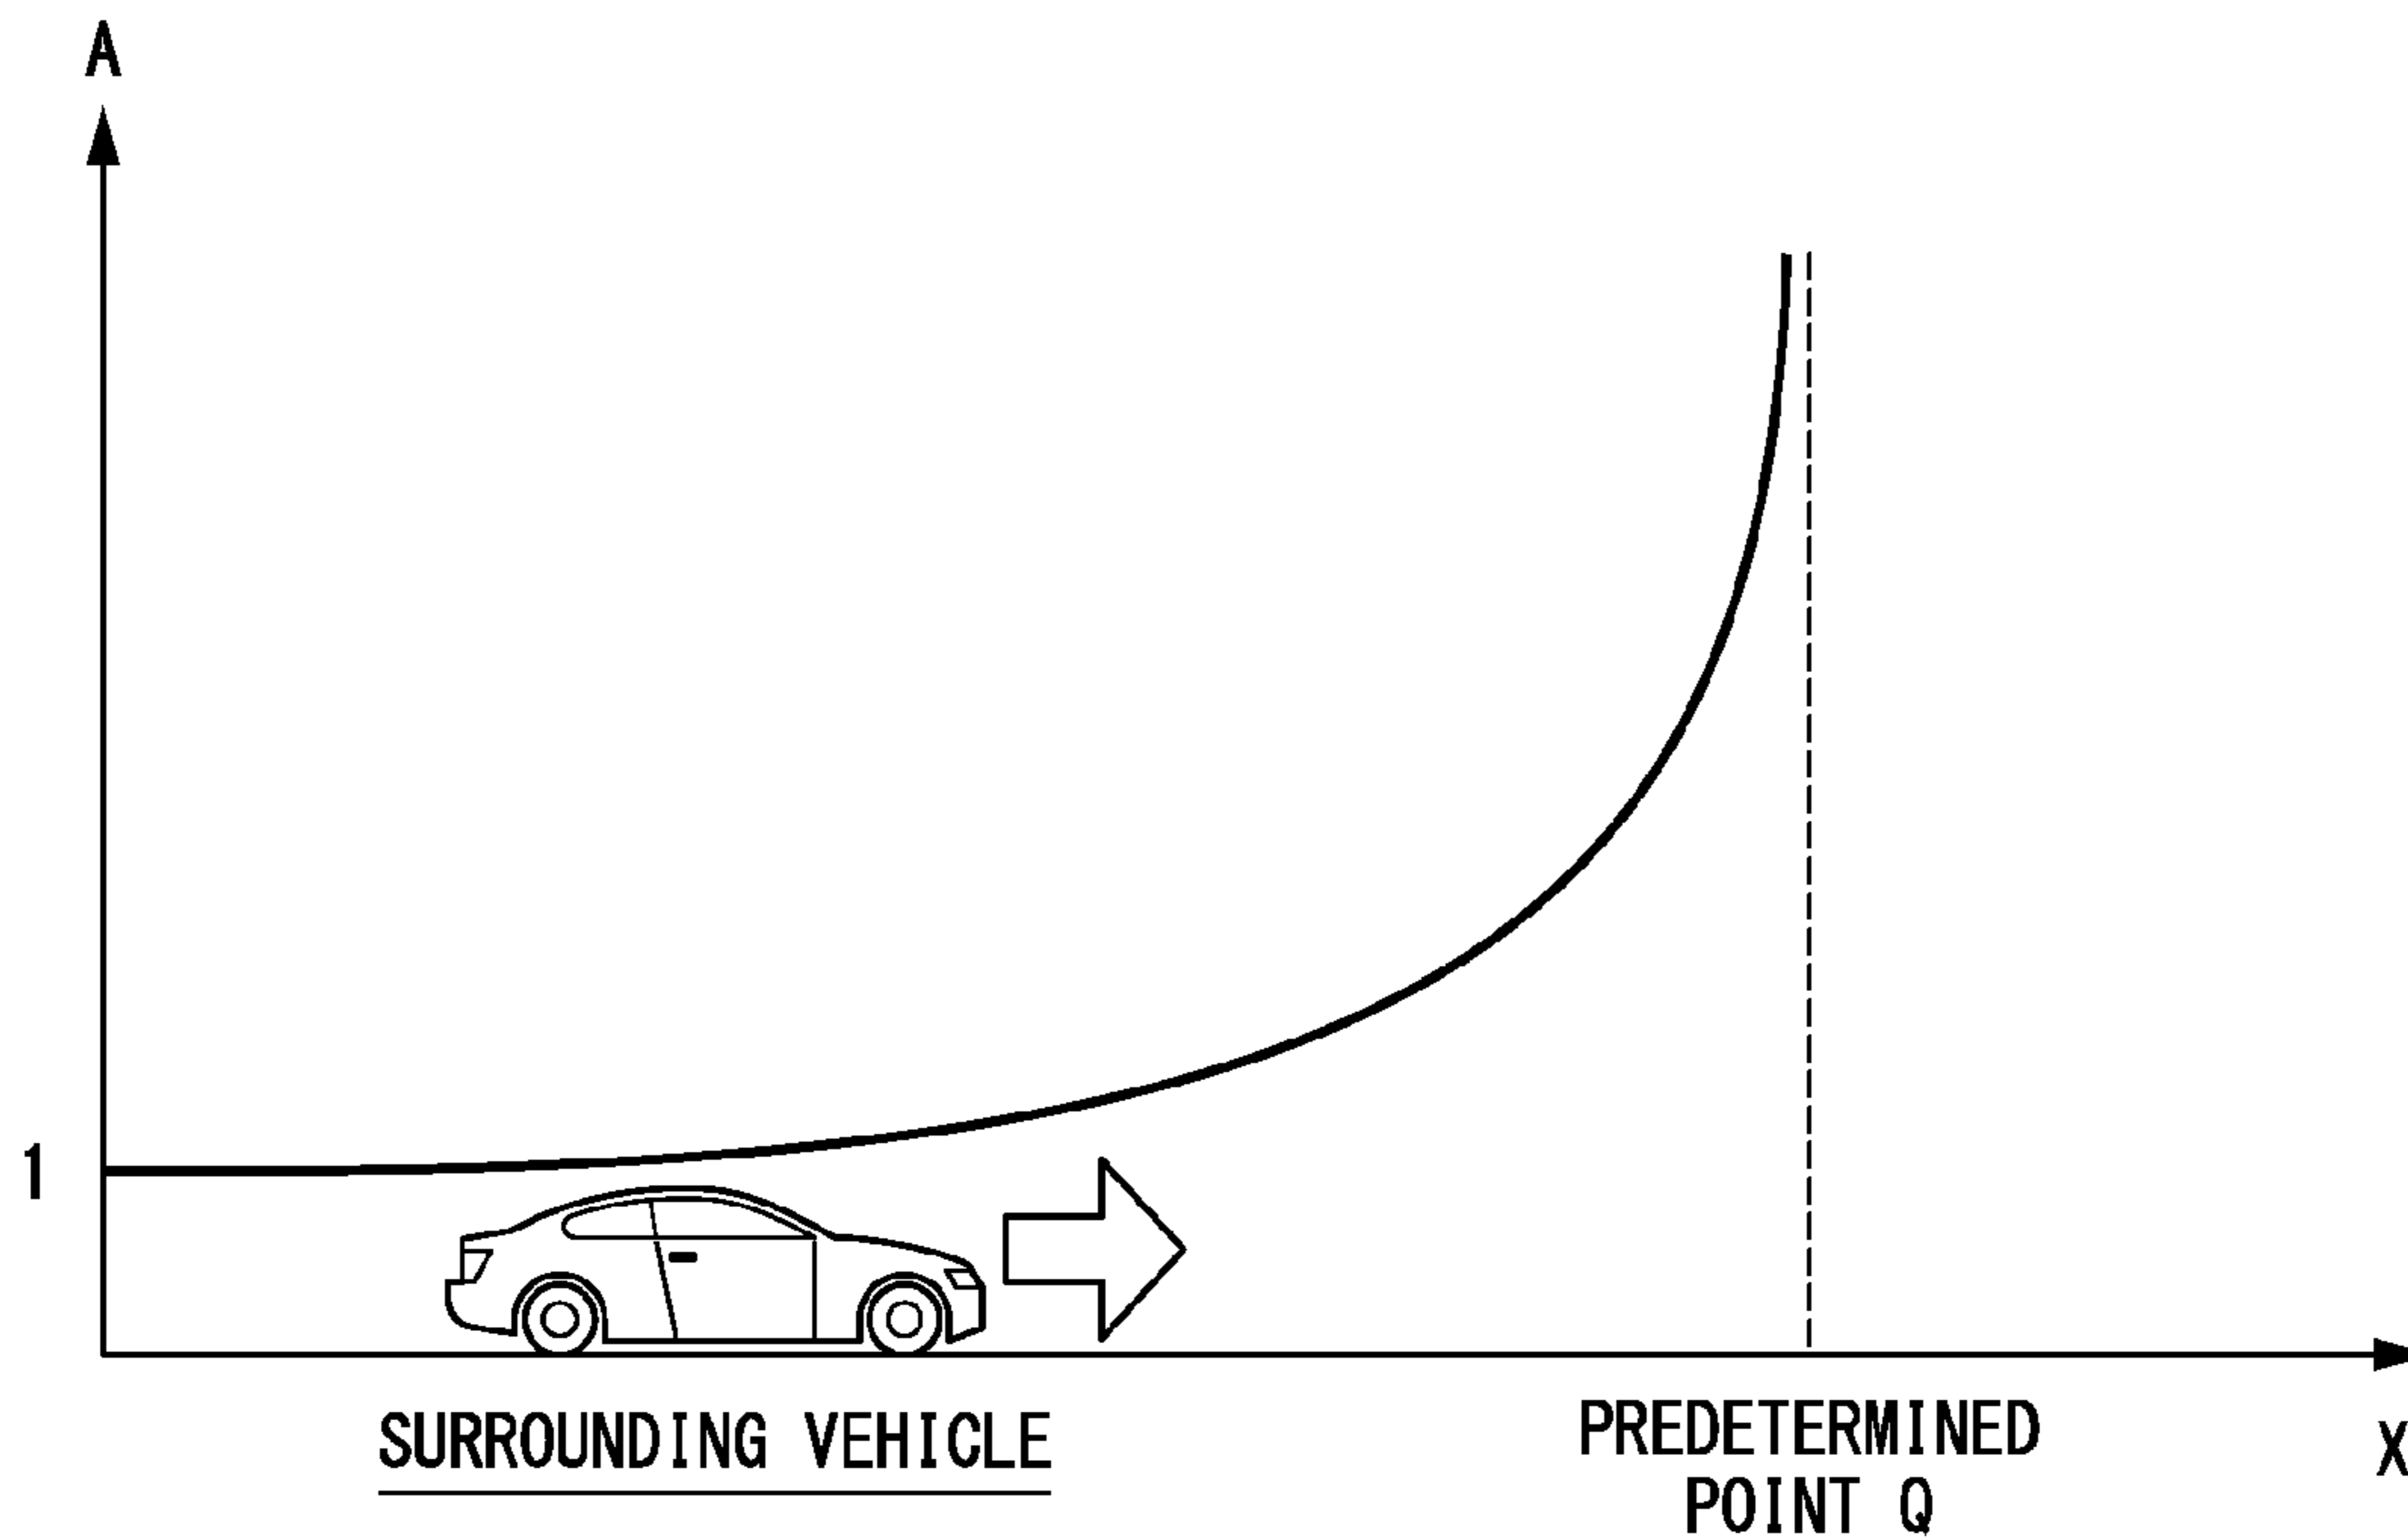 A
1
SURROUNDING VEHICLE
PREDETERMINED
POINT Q
X